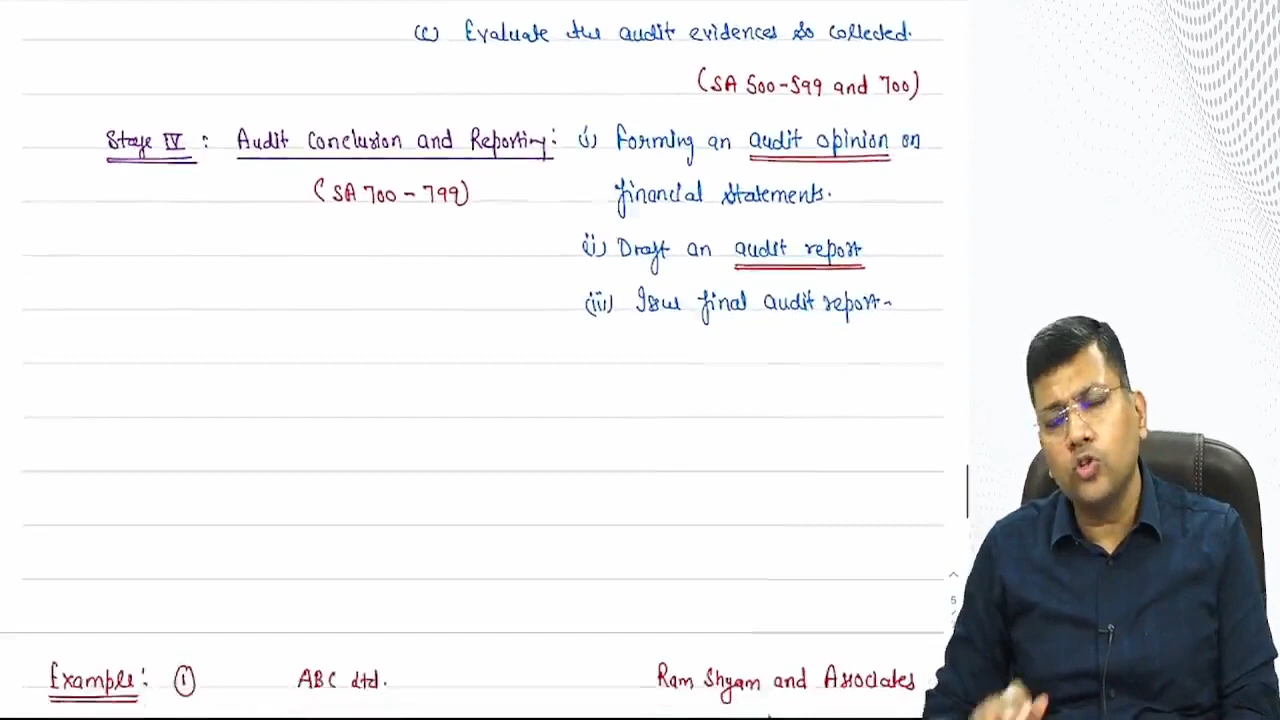 (c) Evaluate the audit evidences so collected.
(SA 500-599 and 700)
Stage IV : Audit Conclusion and Reporting: (i) Forming an audit opinion on
(SA 700 - 799) financial statements.
(ii) Draft an audit report
(iii) Issue final audit report.
5
Example: ① ABC Ltd. Ram Shyam and Associates